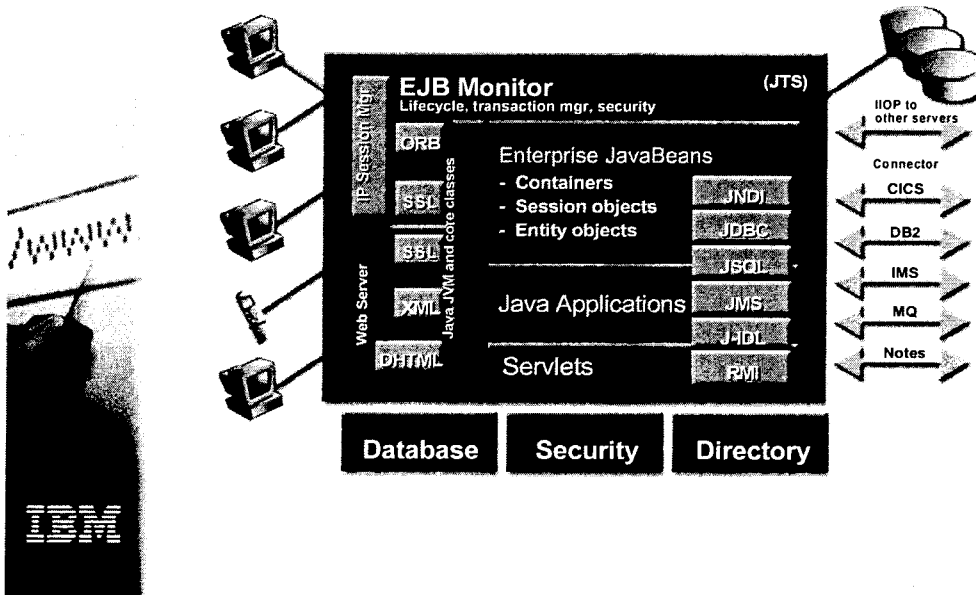 EJB Monitor
(JTS)
Lifecycle, transaction mgr, security
IP Session Mgr
ORB
SSL
SSL
XML
DHTML
Web Server
Java JVM and core classes
Enterprise JavaBeans
- Containers
- Session objects
- Entity objects
Java Applications
Servlets
JNDI
JDBC
JSQL
JMS
J-IDL
RMI
IIOP to
other servers
Connector
CICS
DB2
IMS
MQ
Notes
Database
Security
Directory
IBM